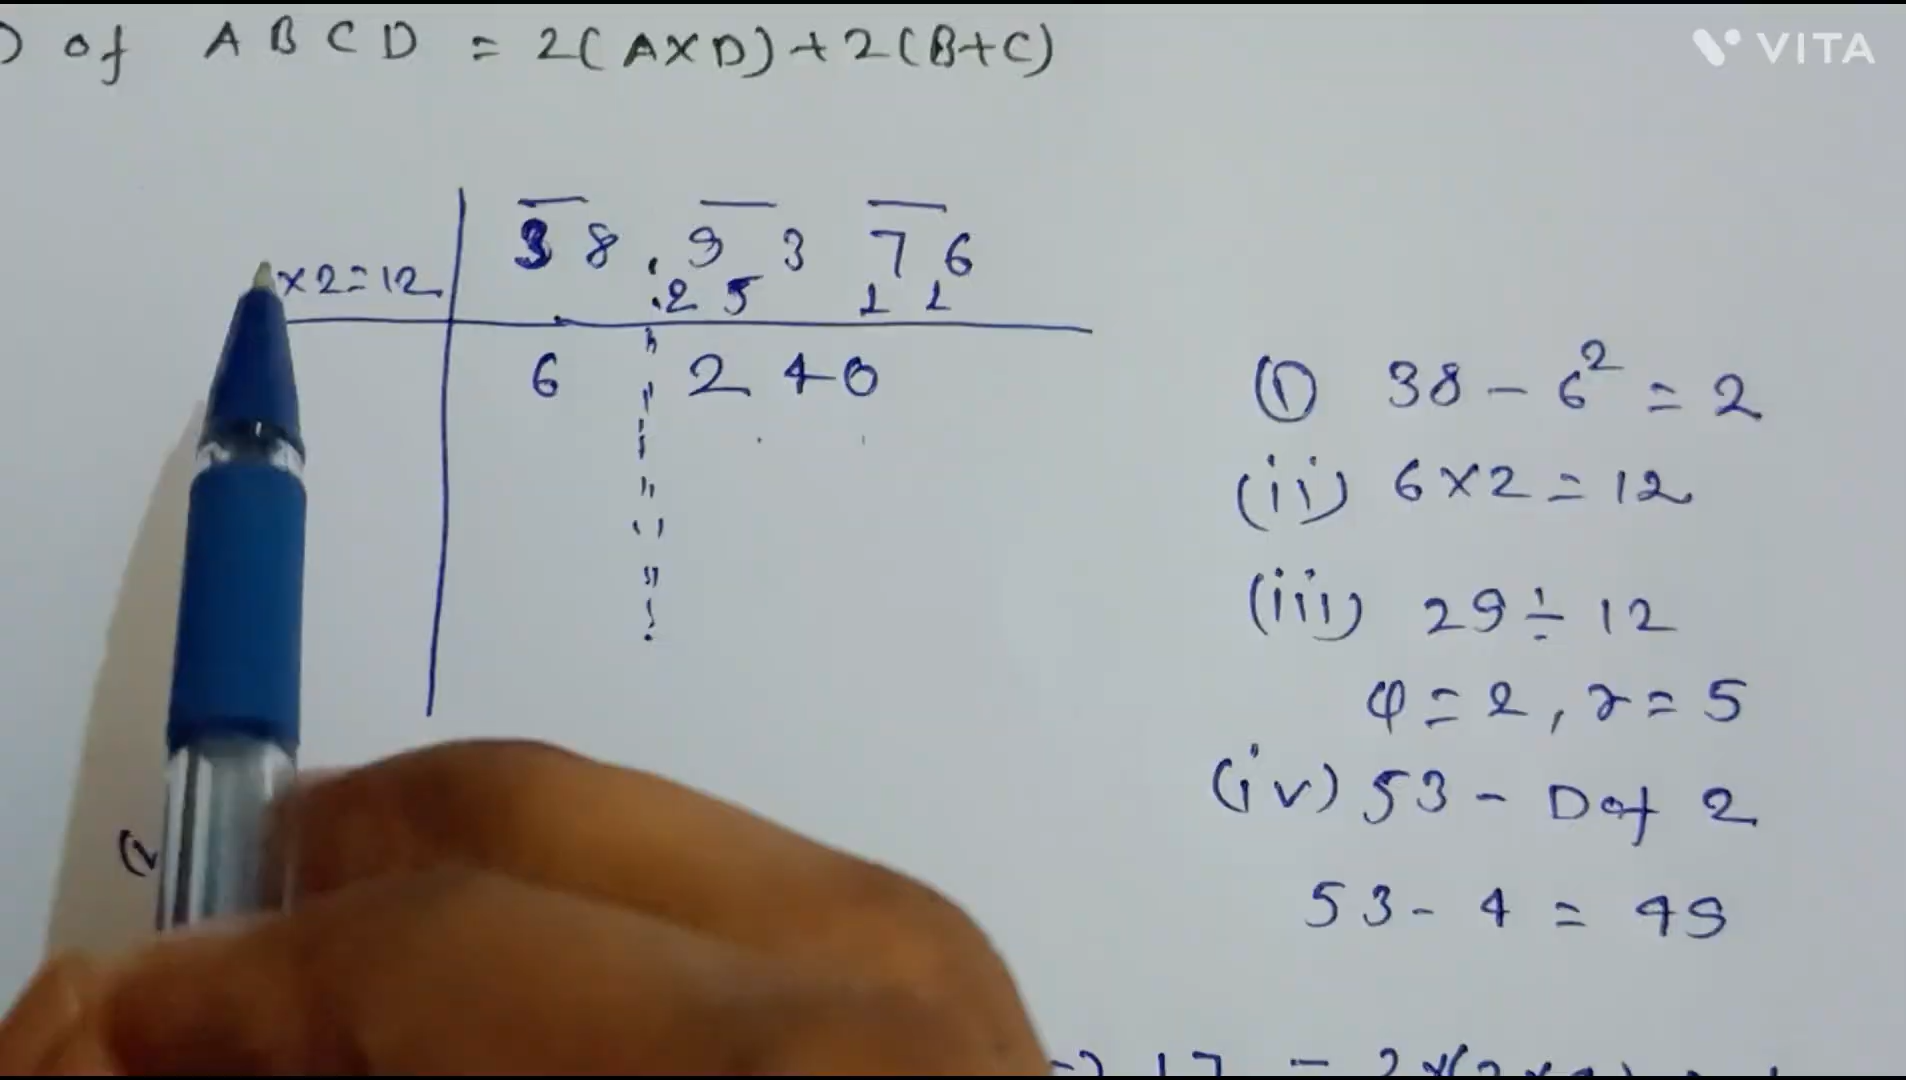 of A B C D = 2(A×D)+2(B+C)
VITA
38.93 76
×2=12
.25 11
6 240
(i) 38 - 6² = 2
(ii) 6×2 = 12
(iii) 29 ÷ 12
φ = 2, r = 5
(iv) 53 - D of 2
53 - 4 = 49